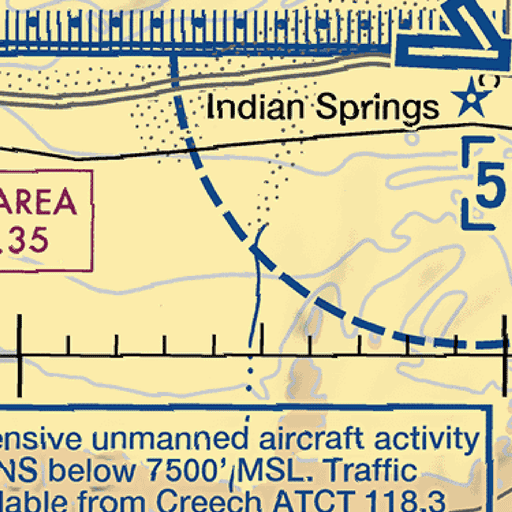 Indian Springs
5
AREA
.35
ensive unmanned aircraft activity
NS below 7500' MSL. Traffic
lable from Creech ATCT 118.3